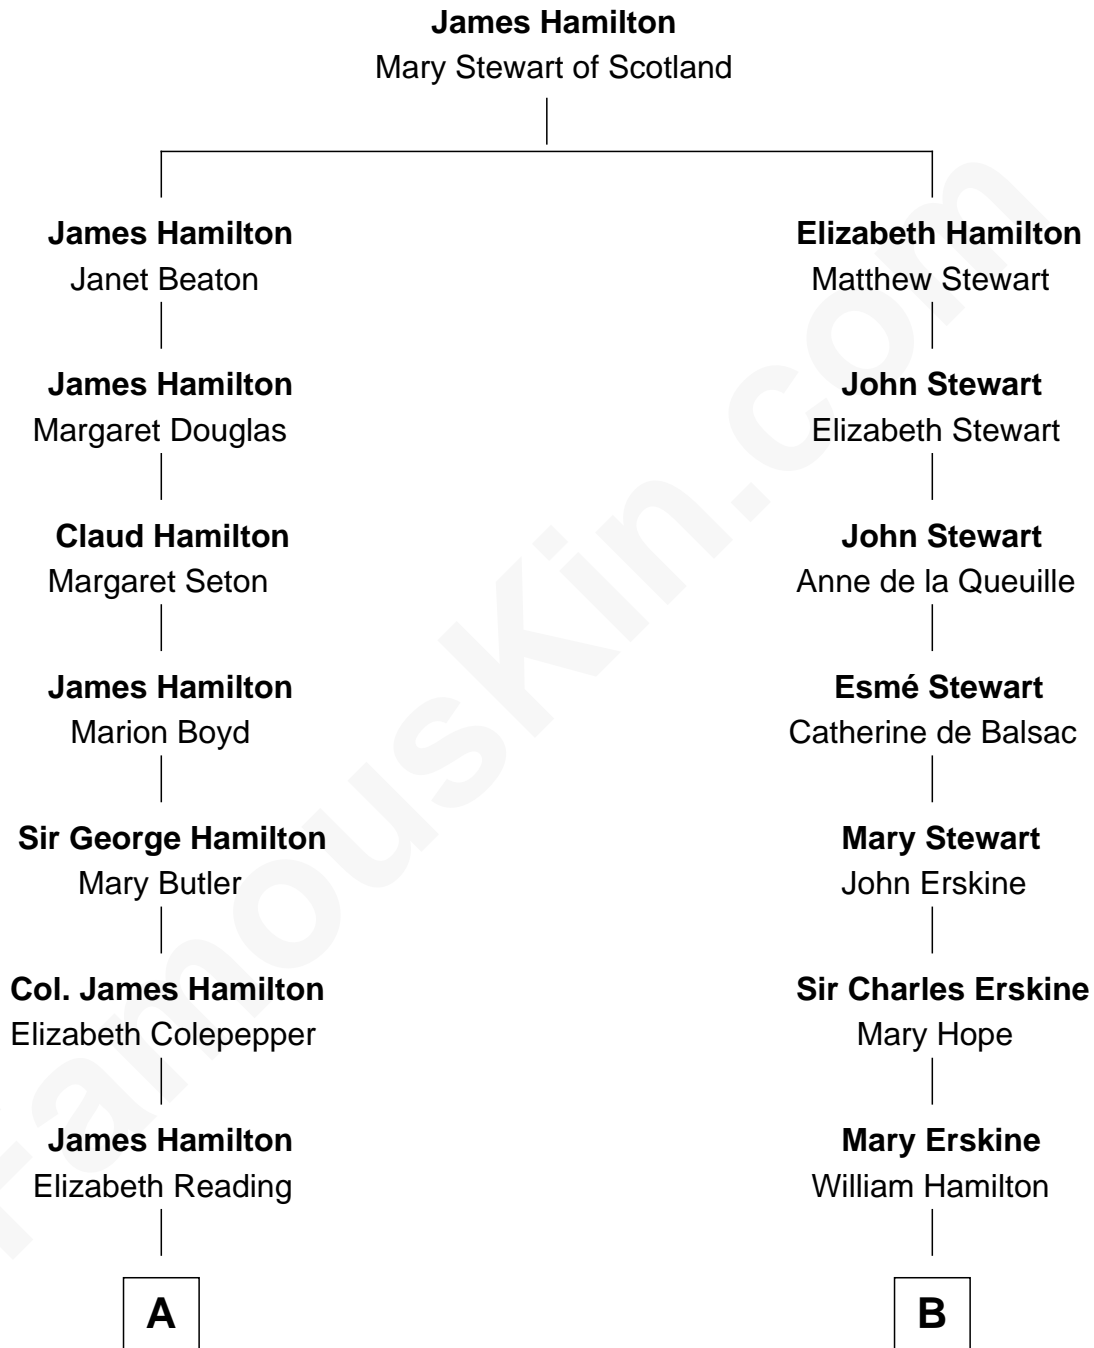 James Hamilton
Mary Stewart of Scotland
James Hamilton
Janet Beaton
James Hamilton
Margaret Douglas
Claud Hamilton
Margaret Seton
James Hamilton
Marion Boyd
Sir George Hamilton
Mary Butler
Col. James Hamilton
Elizabeth Colepepper
James Hamilton
Elizabeth Reading
A
Elizabeth Hamilton
Matthew Stewart
John Stewart
Elizabeth Stewart
John Stewart
Anne de la Queuille
Esmé Stewart
Catherine de Balsac
Mary Stewart
John Erskine
Sir Charles Erskine
Mary Hope
Mary Erskine
William Hamilton
B
FamousKin.com